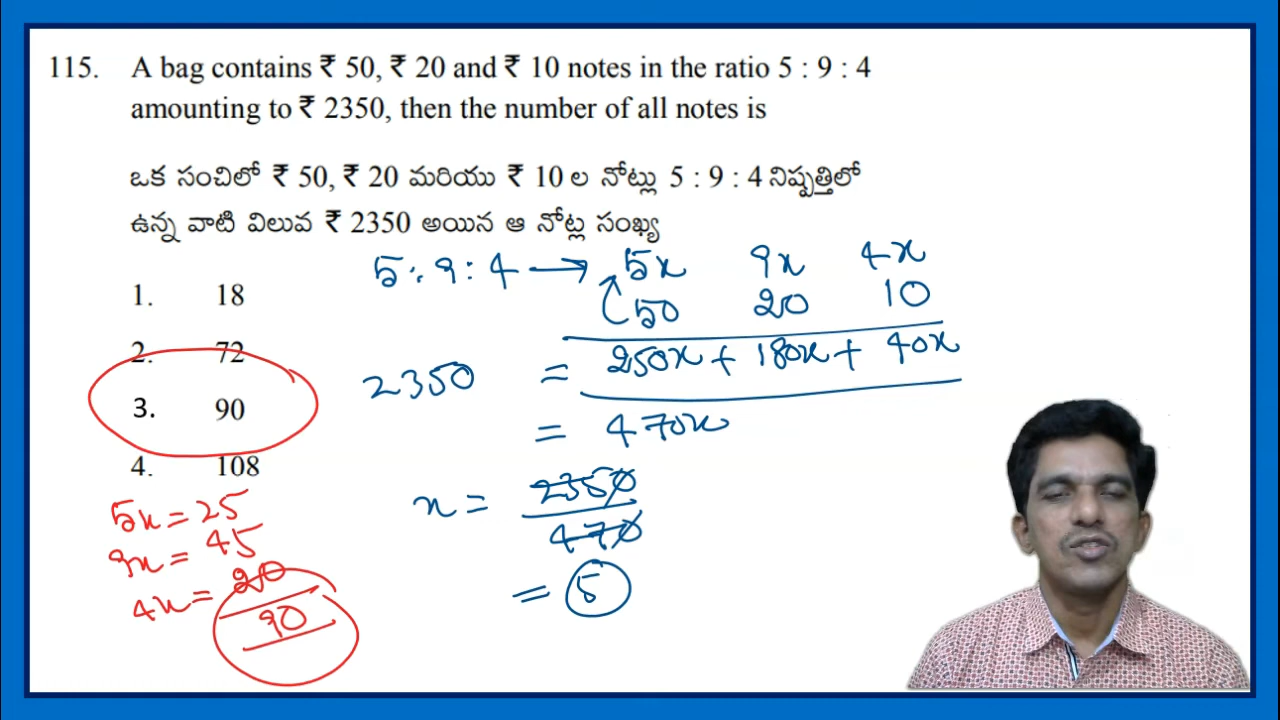 115. A bag contains ₹ 50, ₹ 20 and ₹ 10 notes in the ratio 5 : 9 : 4
amounting to ₹ 2350, then the number of all notes is
ఒక సంచిలో ₹ 50, ₹ 20 మరియు ₹ 10 ల నోట్లు 5 : 9 : 4 నిష్పత్తిలో
ఉన్న వాటి విలువ ₹ 2350 అయిన ఆ నోట్ల సంఖ్య
5 : 9 : 4 → 5x 9x 4x
50 20 10
1. 18
2. 72
3. 90
4. 108
2350 = 250x + 180x + 40x
= 470x
x = 2350/470
= 5
5x = 25
9x = 45
4x = 20
90